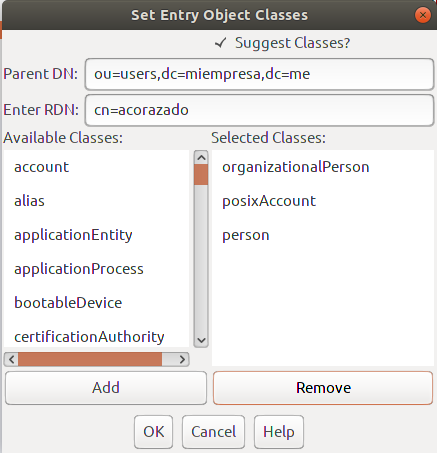 Set Entry Object Classes
Suggest Classes?
Parent DN: ou=users,dc=miempresa,dc=me
Enter RDN: cn=acorazado
Available Classes:
Selected Classes:
account
alias
applicationEntity
applicationProcess
bootableDevice
certificationAuthority
organizationalPerson
posixAccount
person
Add
Remove
OK
Cancel
Help